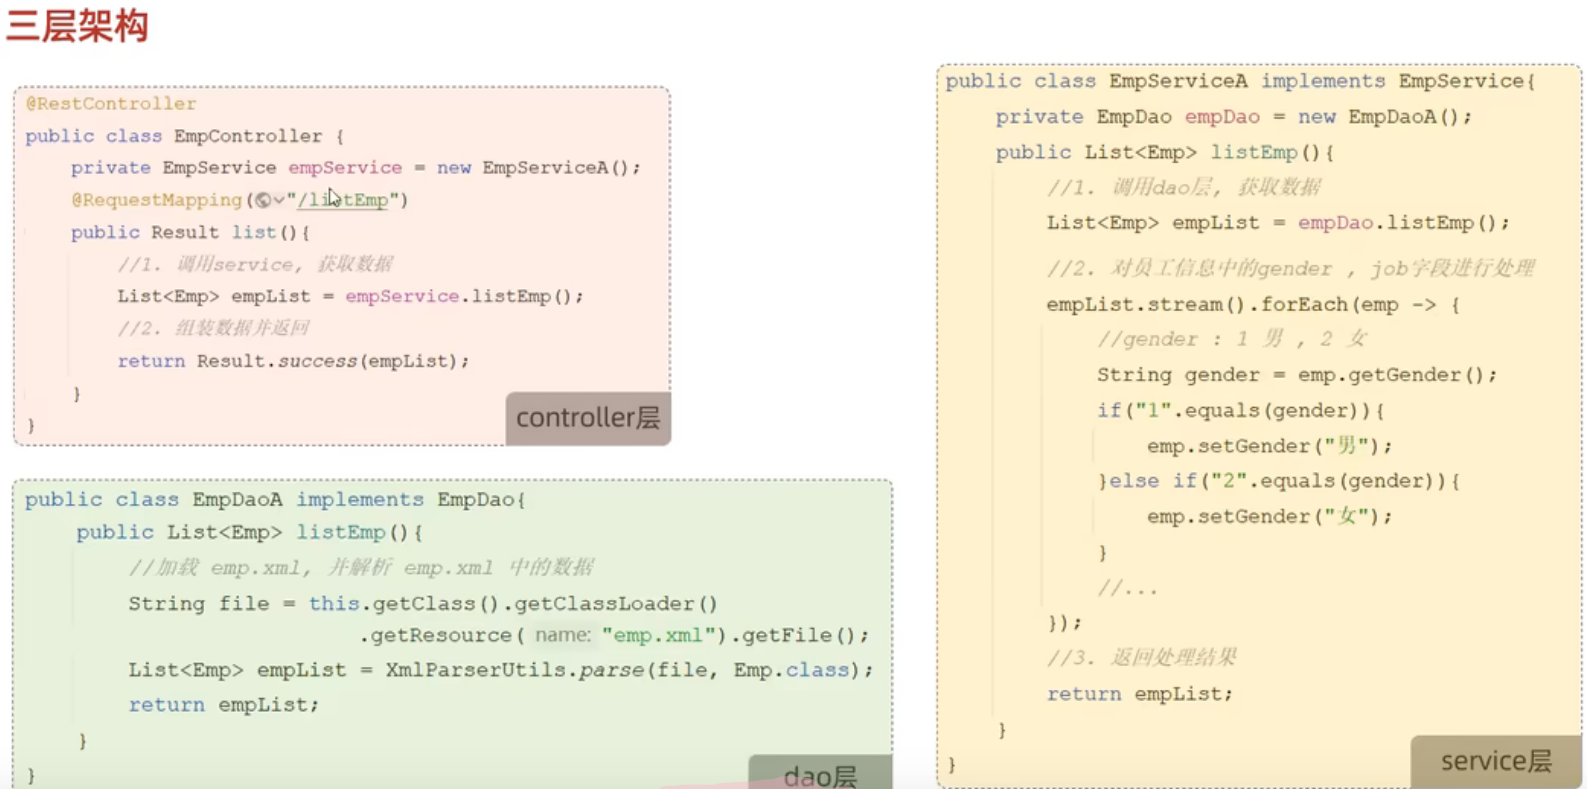 三层架构
@RestController
public class EmpController {
private EmpService empService = new EmpServiceA();
@RequestMapping("/listEmp")
public Result list(){
//1. 调用service, 获取数据
List<Emp> empList = empService.listEmp();
//2. 组装数据并返回
return Result.success(empList);
}
}
controller层
public class EmpDaoA implements EmpDao{
public List<Emp> listEmp(){
//加载 emp.xml, 并解析 emp.xml 中的数据
String file = this.getClass().getClassLoader()
.getResource( name: "emp.xml").getFile();
List<Emp> empList = XmlParserUtils.parse(file, Emp.class);
return empList;
}
}
dao层
public class EmpServiceA implements EmpService{
private EmpDao empDao = new EmpDaoA();
public List<Emp> listEmp(){
//1. 调用dao层, 获取数据
List<Emp> empList = empDao.listEmp();
//2. 对员工信息中的gender , job字段进行处理
empList.stream().forEach(emp -> {
//gender : 1 男 , 2 女
String gender = emp.getGender();
if("1".equals(gender)){
emp.setGender("男");
}else if("2".equals(gender)){
emp.setGender("女");
}
//...
});
//3. 返回处理结果
return empList;
}
}
service层